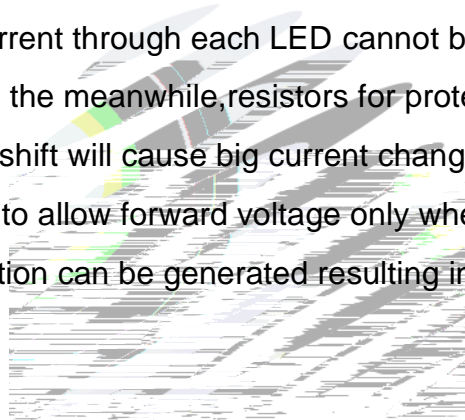 rrent through each LED cannot b
the meanwhile,resistors for prote
shift will cause big current chang
to allow forward voltage only whe
tion can be generated resulting in